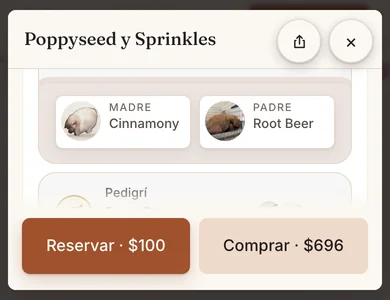 Poppyseed y Sprinkles
MADRE
Cinnamony
PADRE
Root Beer
Pedigrí
Reservar · $100
Comprar · $696